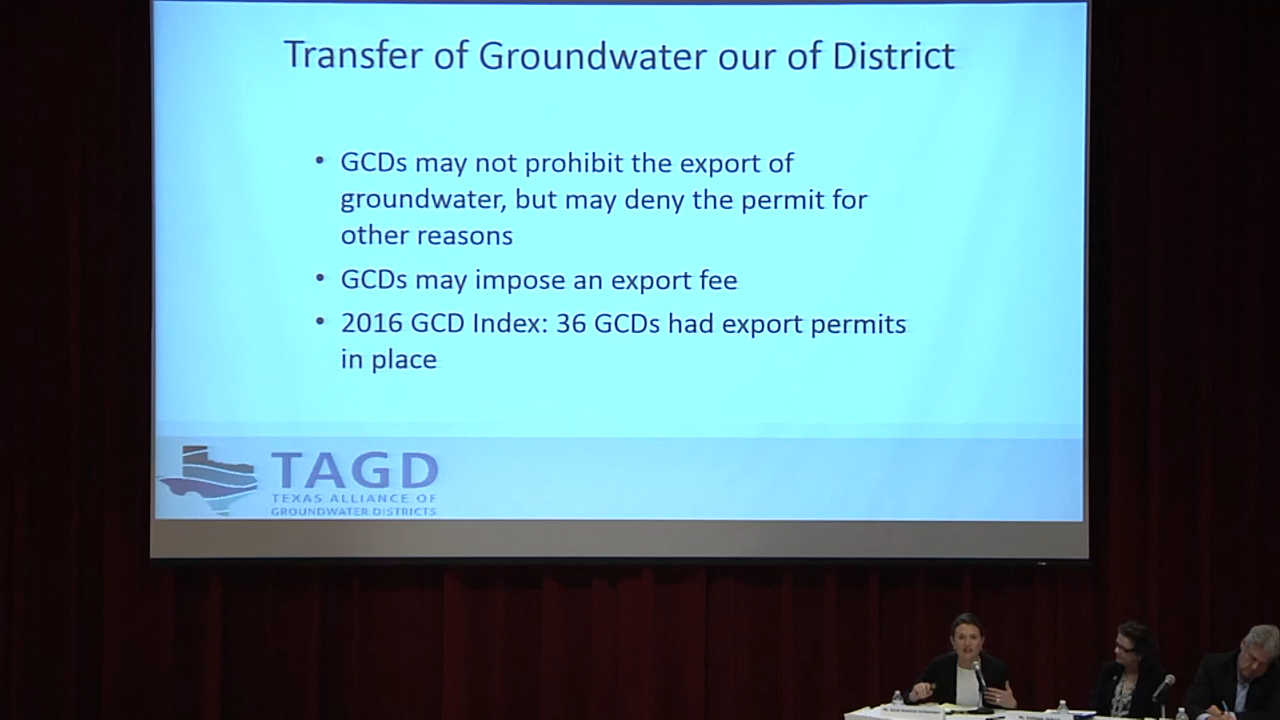 Transfer of Groundwater our of District
• GCDs may not prohibit the export of
groundwater, but may deny the permit for
other reasons
• GCDs may impose an export fee
• 2016 GCD Index: 36 GCDs had export permits
in place
TAGD
TEXAS ALLIANCE OF
GROUNDWATER DISTRICTS